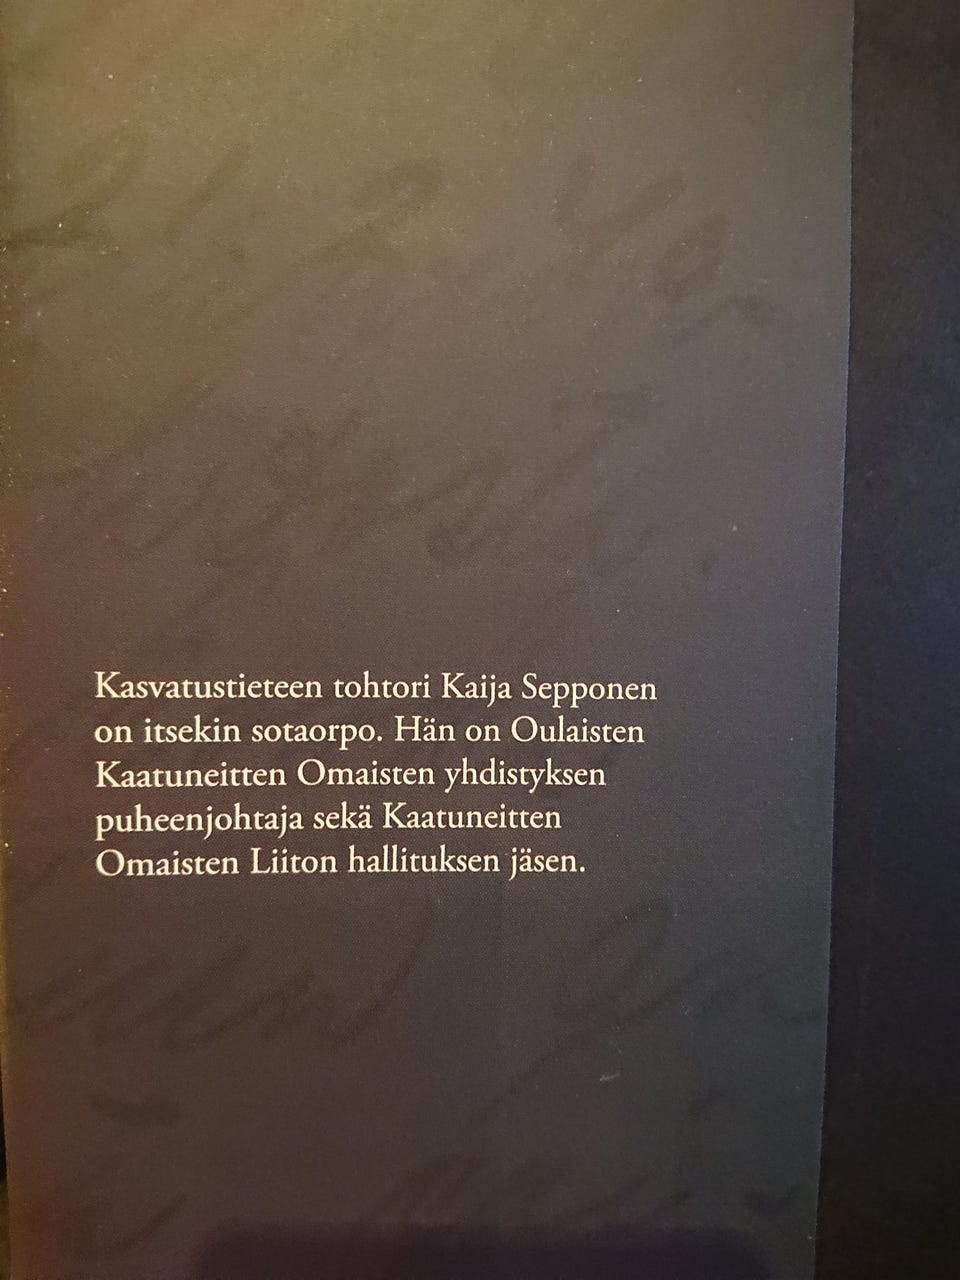 Kasvatustieteen tohtori Kaija Sepponen
on itsekin sotaorpo. Hän on Oulaisten
Kaatuneitten Omaisten yhdistyksen
puheenjohtaja sekä Kaatuneitten
Omaisten Liiton hallituksen jäsen.